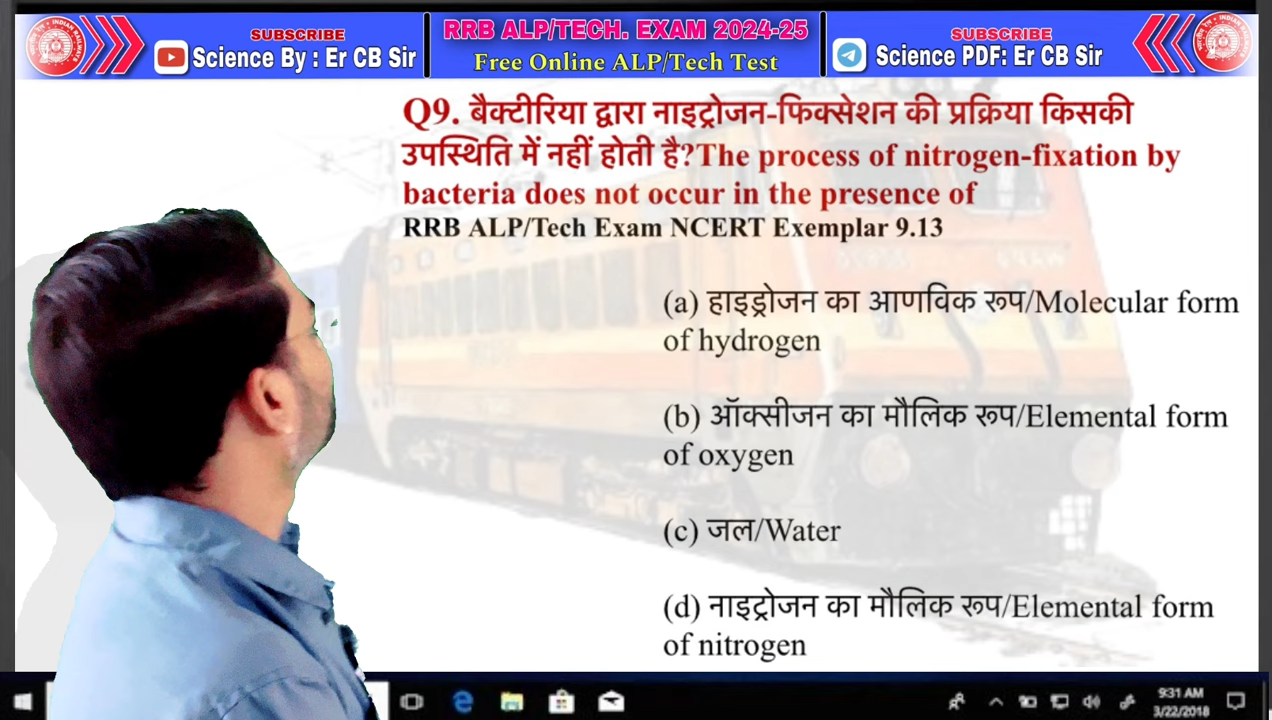 SUBSCRIBE
Science By : Er CB Sir
RRB ALP/TECH. EXAM 2024-25
Free Online ALP/Tech Test
SUBSCRIBE
Science PDF: Er CB Sir
Q9. बैक्टीरिया द्वारा नाइट्रोजन-फिक्सेशन की प्रक्रिया किसकी
उपस्थिति में नहीं होती है?The process of nitrogen-fixation by
bacteria does not occur in the presence of
RRB ALP/Tech Exam NCERT Exemplar 9.13
(a) हाइड्रोजन का आणविक रूप/Molecular form
of hydrogen
(b) ऑक्सीजन का मौलिक रूप/Elemental form
of oxygen
(c) जल/Water
(d) नाइट्रोजन का मौलिक रूप/Elemental form
of nitrogen
9:31 AM
3/22/2018